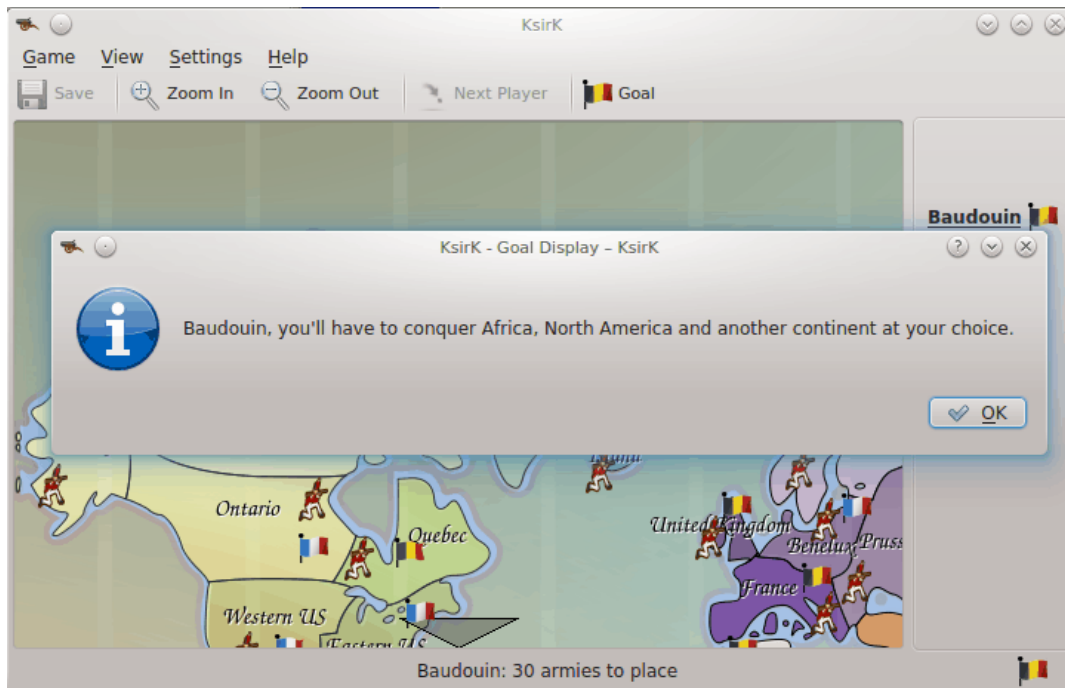 KsirK
Game View Settings Help
Save Zoom In Zoom Out Next Player Goal
Baudouin
KsirK - Goal Display – KsirK
Baudouin, you'll have to conquer Africa, North America and another continent at your choice.
OK
Ontario
Quebec
United Kingdom
Benelux
France
Western US
Eastern US
Baudouin: 30 armies to place